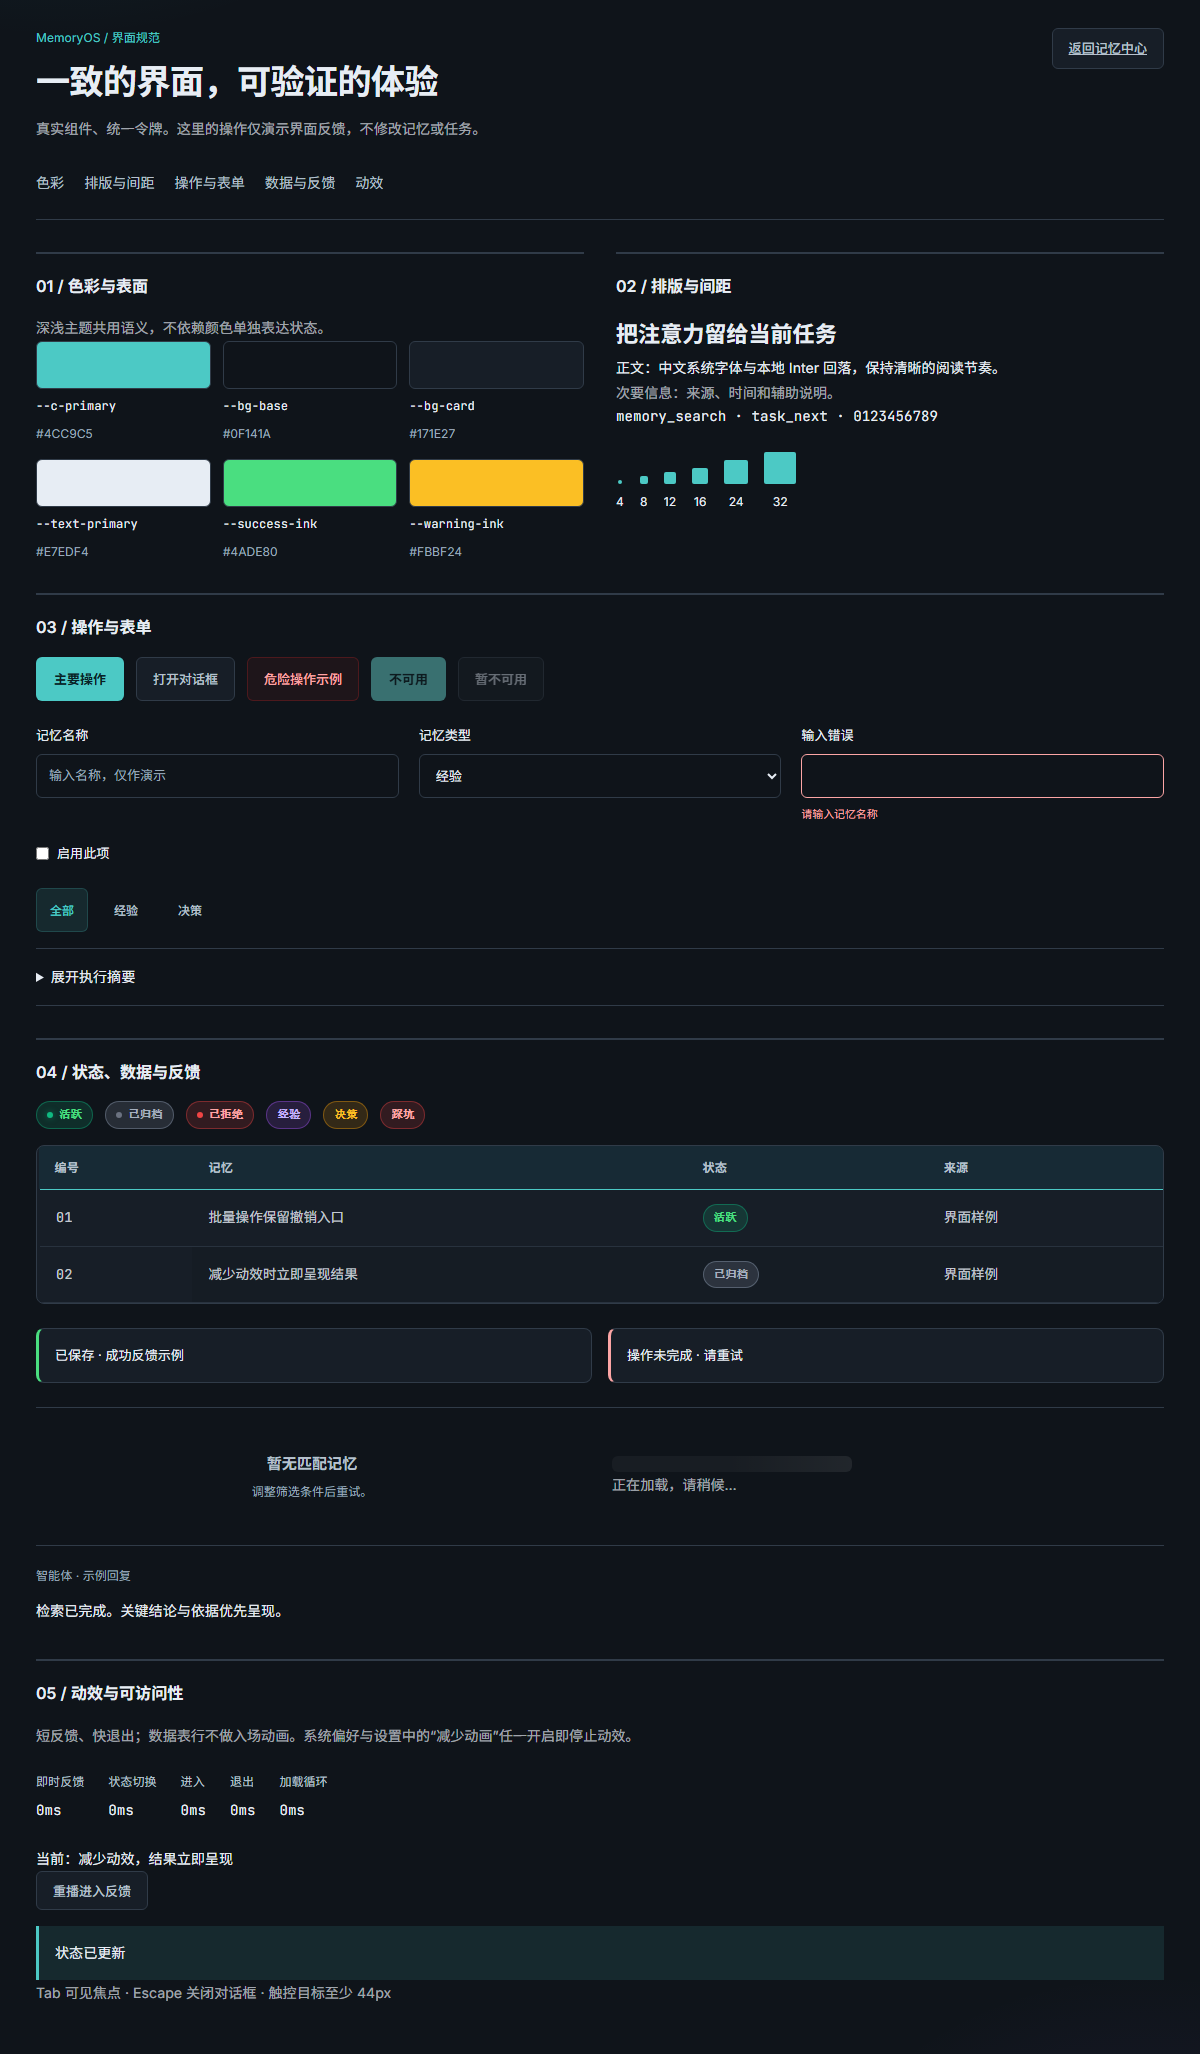 MemoryOS / 界面规范
返回记忆中心
一致的界面，可验证的体验
真实组件、统一令牌。这里的操作仅演示界面反馈，不修改记忆或任务。
色彩 排版与间距 操作与表单 数据与反馈 动效
01 / 色彩与表面
深浅主题共用语义，不依赖颜色单独表达状态。
--c-primary --bg-base --bg-card
#4CC9C5 #0F141A #171E27
--text-primary --success-ink --warning-ink
#E7EDF4 #4ADE80 #FBBF24
02 / 排版与间距
把注意力留给当前任务
正文：中文系统字体与本地 Inter 回落，保持清晰的阅读节奏。
次要信息：来源、时间和辅助说明。
memory_search · task_next · 0123456789
4 8 12 16 24 32
03 / 操作与表单
主要操作 打开对话框 危险操作示例 不可用 暂不可用
记忆名称 记忆类型 输入错误
输入名称，仅作演示 经验
请输入记忆名称
启用此项
全部 经验 决策
展开执行摘要
04 / 状态、数据与反馈
活跃 已归档 已拒绝 经验 决策 踩坑
编号 记忆 状态 来源
01 批量操作保留撤销入口 活跃 界面样例
02 减少动效时立即呈现结果 已归档 界面样例
已保存 · 成功反馈示例 操作未完成 · 请重试
暂无匹配记忆
调整筛选条件后重试。
正在加载，请稍候…
智能体 · 示例回复
检索已完成。关键结论与依据优先呈现。
05 / 动效与可访问性
短反馈、快退出；数据表行不做入场动画。系统偏好与设置中的“减少动画”任一开启即停止动效。
即时反馈 状态切换 进入 退出 加载循环
0ms 0ms 0ms 0ms 0ms
当前：减少动效，结果立即呈现
重播进入反馈
状态已更新
Tab 可见焦点 · Escape 关闭对话框 · 触控目标至少 44px